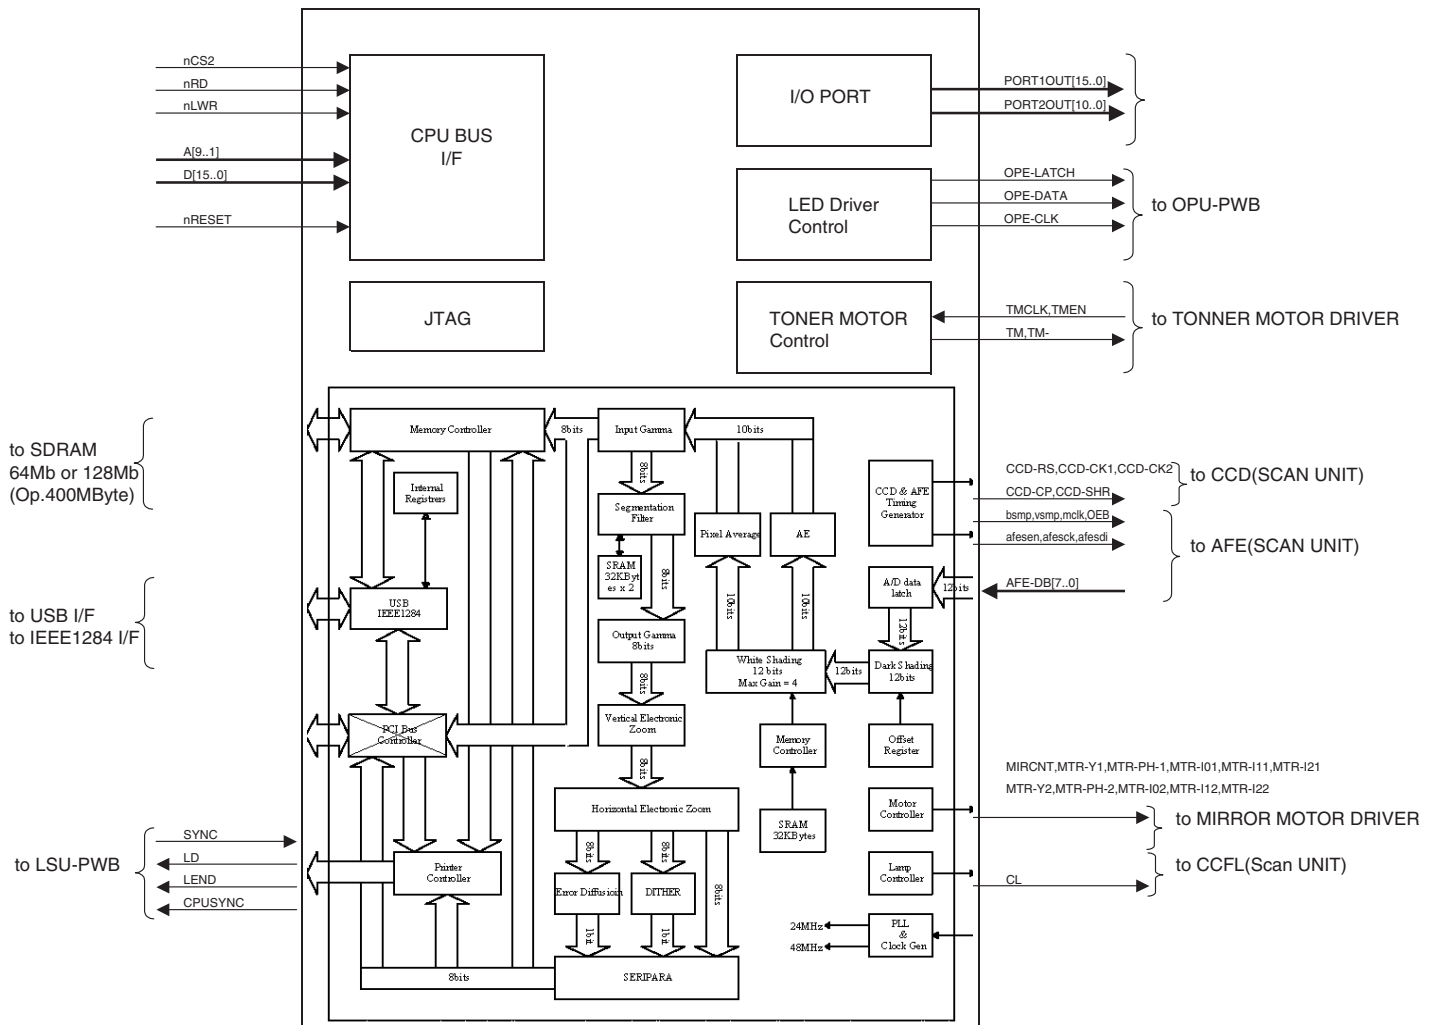 nCS2
nRD
nLWR
A[9..1]
D[15..0]
nRESET
CPU BUS
I/F
JTAG
I/O PORT
PORT1OUT[15..0]
PORT2OUT[10..0]
LED Driver
Control
OPE-LATCH
OPE-DATA
OPE-CLK
to OPU-PWB
TONER MOTOR
Control
TMCLK,TMEN
TM,TM-
to TONNER MOTOR DRIVER
to SDRAM
64Mb or 128Mb
(Op.400MByte)
to USB I/F
to IEEE1284 I/F
to LSU-PWB
SYNC
LD
LEND
CPUSYNC
Memory Controller
8bits
Input Gamma
10bits
Internal
Registrers
8bits
Segmentation
Filter
SRAM
32KByt
es x 2
8bits
Pixel Average
AE
10bits
10bits
USB
IEEE1284
Output Gamma
8bits
8bits
White Shading
12 bits
Max Gain = 4
12bits
Dark Shading
12bits
12bits
A/D data
latch
12bits
CCD & AFE
Timing
Generator
CCD-RS,CCD-CK1,CCD-CK2
CCD-CP,CCD-SHR
to CCD(SCAN UNIT)
bsmp,vsmp,mclk,OEB
afesen,afesck,afesdi
to AFE(SCAN UNIT)
AFE-DB[7..0]
PCI Bus
Controller
Vertical Electronic
Zoom
8bits
Memory
Controller
Offset
Register
Horizontal Electronic Zoom
SRAM
32KBytes
Motor
Controller
MIRCNT,MTR-Y1,MTR-PH-1,MTR-I01,MTR-I11,MTR-I21
MTR-Y2,MTR-PH-2,MTR-I02,MTR-I12,MTR-I22
to MIRROR MOTOR DRIVER
Printer
Controller
8bits
8bits
8bits
Error Diffusioin
DITHER
1bit
1bit
Lamp
Controller
CL
to CCFL(Scan UNIT)
24MHz
48MHz
PLL
&
Clock Gen
8bits
SERIPARA